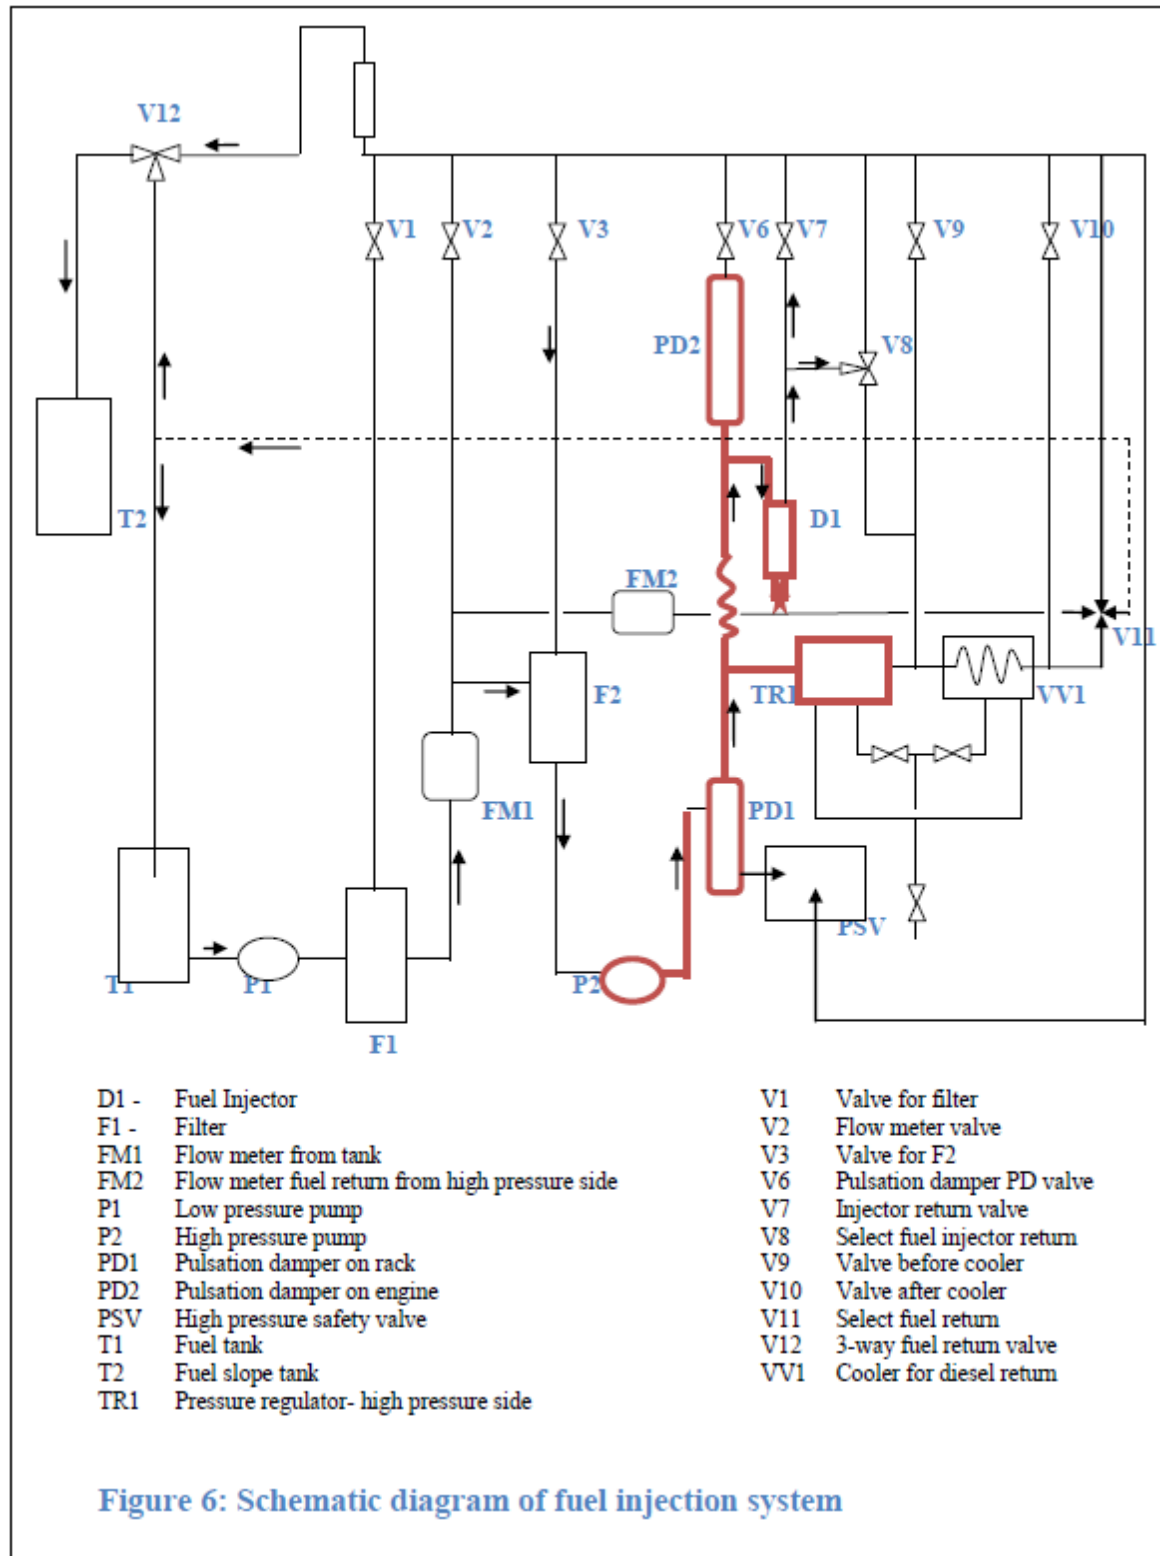 V12
V1
V2
V3
V6
V7
V9
V10
PD2
V8
T2
D1
FM2
V11
F2
TR1
VV1
FM1
PD1
PSV
T1
P1
P2
F1
D1 - Fuel Injector
F1 - Filter
FM1 Flow meter from tank
FM2 Flow meter fuel return from high pressure side
P1 Low pressure pump
P2 High pressure pump
PD1 Pulsation damper on rack
PD2 Pulsation damper on engine
PSV High pressure safety valve
T1 Fuel tank
T2 Fuel slope tank
TR1 Pressure regulator- high pressure side
V1 Valve for filter
V2 Flow meter valve
V3 Valve for F2
V6 Pulsation damper PD valve
V7 Injector return valve
V8 Select fuel injector return
V9 Valve before cooler
V10 Valve after cooler
V11 Select fuel return
V12 3-way fuel return valve
VV1 Cooler for diesel return
Figure 6: Schematic diagram of fuel injection system